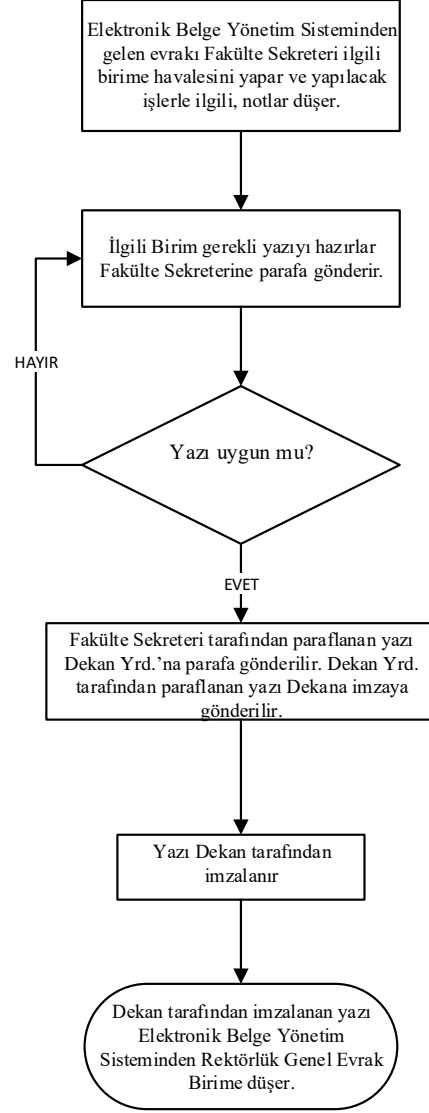 Elektronik Belge Yönetim Sisteminden
gelen evrakı Fakülte Sekreteri ilgili
birime havalesini yapar ve yapılacak
işlerle ilgili, notlar düşer.
İlgili Birim gerekli yazıyı hazırlar
Fakülte Sekreterine parafa gönderir.
HAYIR
Yazı uygun mu?
EVET
Fakülte Sekreteri tarafından paraflanan yazı
Dekan Yrd.’na parafa gönderilir. Dekan Yrd.
tarafından paraflanan yazı Dekana imzaya
gönderilir.
Yazı Dekan tarafından
imzalanır
Dekan tarafından imzalanan yazı
Elektronik Belge Yönetim
Sisteminden Rektörlük Genel Evrak
Birime düşer.